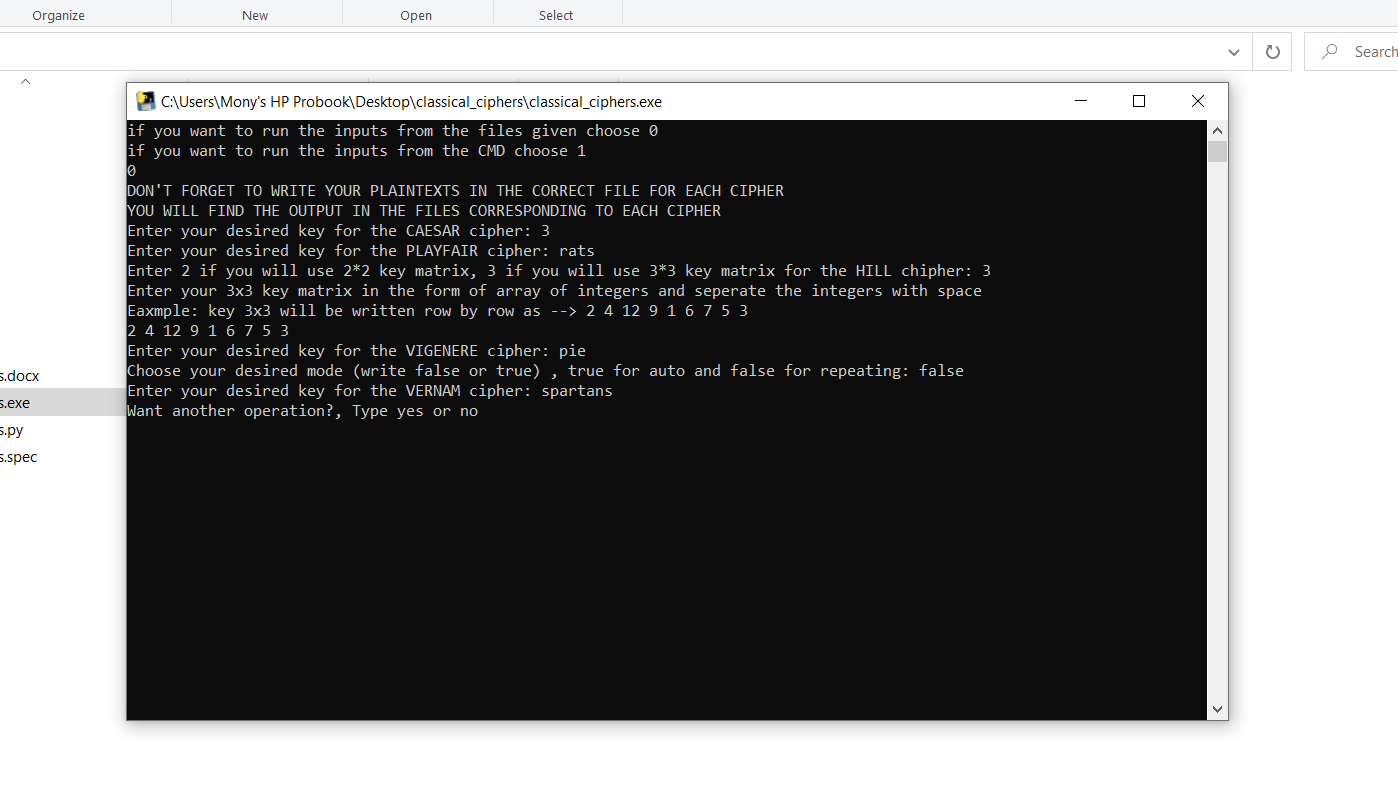 Organize New Open Select
Search
C:\Users\Mony's HP Probook\Desktop\classical_ciphers\classical_ciphers.exe
if you want to run the inputs from the files given choose 0
if you want to run the inputs from the CMD choose 1
0
DON'T FORGET TO WRITE YOUR PLAINTEXTS IN THE CORRECT FILE FOR EACH CIPHER
YOU WILL FIND THE OUTPUT IN THE FILES CORRESPONDING TO EACH CIPHER
Enter your desired key for the CAESAR cipher: 3
Enter your desired key for the PLAYFAIR cipher: rats
Enter 2 if you will use 2*2 key matrix, 3 if you will use 3*3 key matrix for the HILL chipher: 3
Enter your 3x3 key matrix in the form of array of integers and seperate the integers with space
Eaxmple: key 3x3 will be written row by row as --> 2 4 12 9 1 6 7 5 3
2 4 12 9 1 6 7 5 3
Enter your desired key for the VIGENERE cipher: pie
Choose your desired mode (write false or true) , true for auto and false for repeating: false
Enter your desired key for the VERNAM cipher: spartans
Want another operation?, Type yes or no
s.docx
s.exe
s.py
s.spec